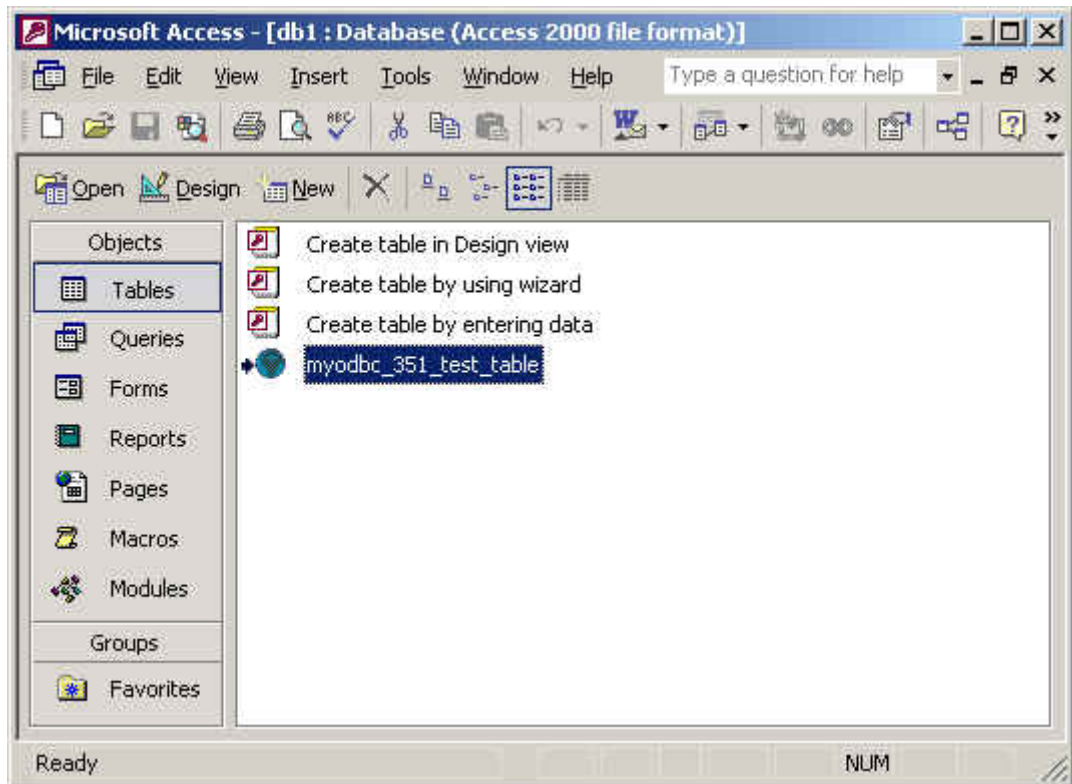 Microsoft Access - [db1 : Database (Access 2000 file format)]
File Edit View Insert Tools Window Help Type a question for help
ABC W
Open Design New
Objects
Tables
Queries
Forms
Reports
Pages
Macros
Modules
Groups
Favorites
Create table in Design view
Create table by using wizard
Create table by entering data
myodbc_351_test_table
Ready NUM